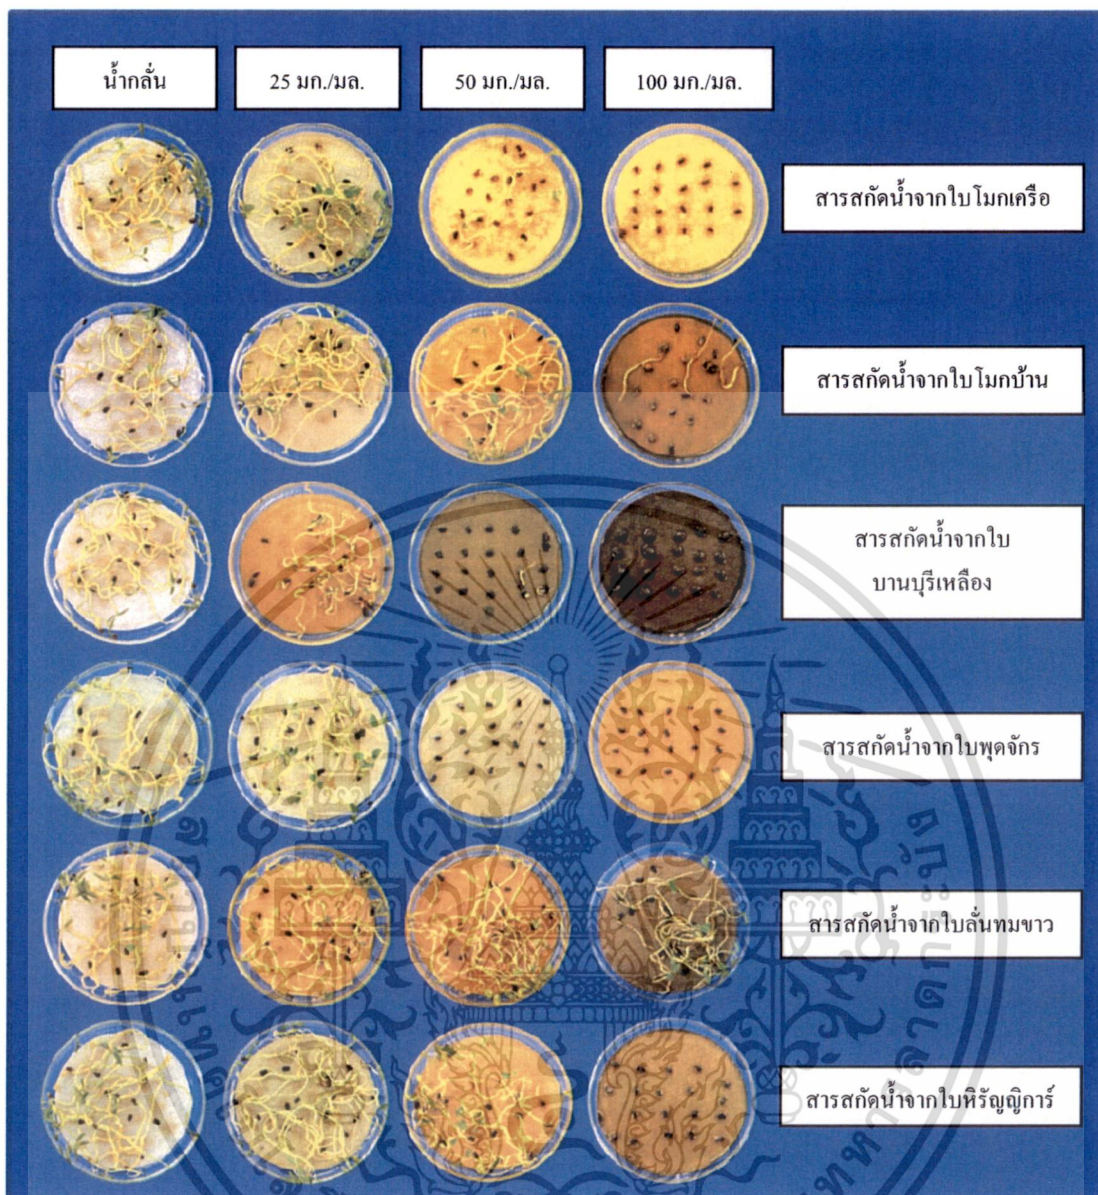 น้ำกลั่น
25 มก./มล.
50 มก./มล.
100 มก./มล.
สารสกัดน้ำจากใบโมกเครือ
สารสกัดน้ำจากใบโมกบ้าน
สารสกัดน้ำจากใบ
บานบุรีเหลือง
สารสกัดน้ำจากใบพุดจักร
สารสกัดน้ำจากใบลั่นทมขาว
สารสกัดน้ำจากใบหิรัญญิการ์